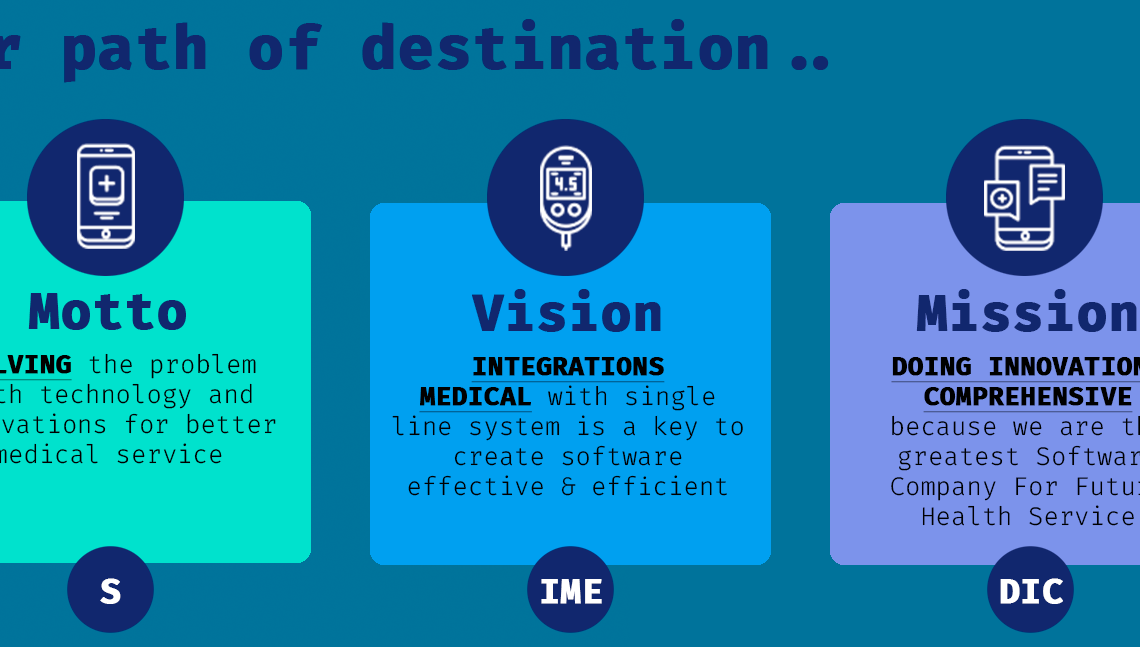 r path of destination..
4.5
Motto
LVING the problem
th technology and
vations for better
medical service
S
Vision
INTEGRATIONS
MEDICAL with single
line system is a key to
create software
effective & efficient
IME
Mission
DOING INNOVATION
COMPREHENSIVE
because we are th
greatest Softwar
Company For Futu
Health Service
DIC